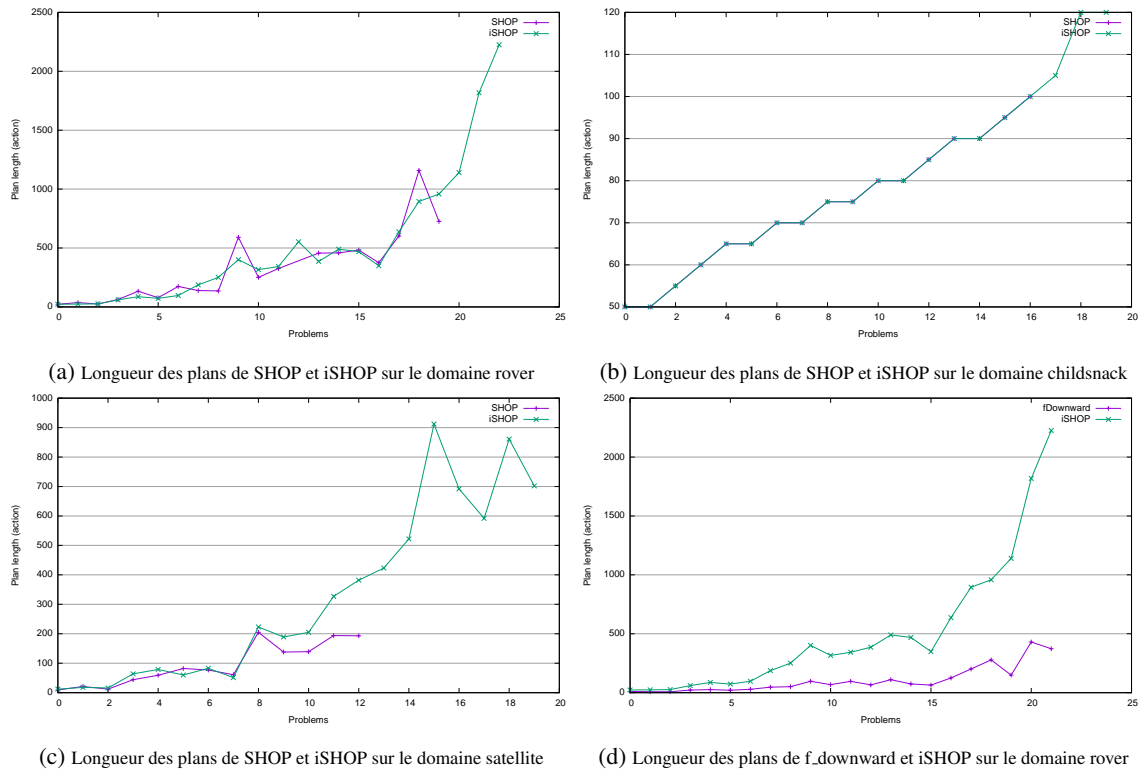 2500
2000
1500
1000
500
0
Plan length (action)
SHOP
iSHOP
0 5 10 15 20 25
Problems
(a) Longueur des plans de SHOP et iSHOP sur le domaine rover
120
110
100
90
80
70
60
50
Plan length (action)
SHOP
iSHOP
0 2 4 6 8 10 12 14 16 18 20
Problems
(b) Longueur des plans de SHOP et iSHOP sur le domaine childsnack
1000
900
800
700
600
500
400
300
200
100
0
Plan length (action)
SHOP
iSHOP
0 2 4 6 8 10 12 14 16 18 20
Problems
(c) Longueur des plans de SHOP et iSHOP sur le domaine satellite
2500
2000
1500
1000
500
0
Plan length (action)
fDownward
iSHOP
0 5 10 15 20 25
Problems
(d) Longueur des plans de f_downward et iSHOP sur le domaine rover